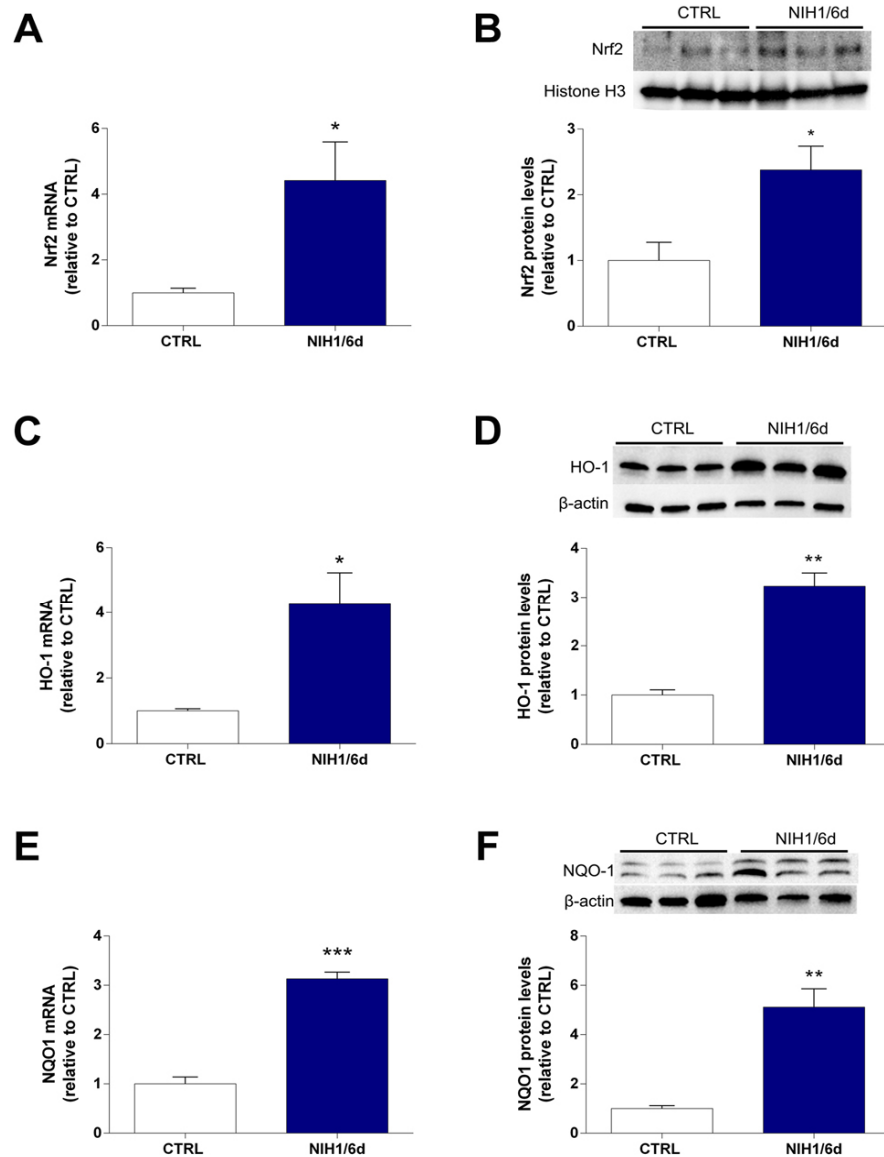 A
Nrf2 mRNA
(relative to CTRL)
6
4
2
0
*
CTRL
NIH1/6d
B
CTRL
NIH1/6d
Nrf2
Histone H3
Nrf2 protein levels
(relative to CTRL)
3
2
1
0
*
CTRL
NIH1/6d
C
HO-1 mRNA
(relative to CTRL)
6
4
2
0
*
CTRL
NIH1/6d
D
CTRL
NIH1/6d
HO-1
β-actin
HO-1 protein levels
(relative to CTRL)
4
3
2
1
0
**
CTRL
NIH1/6d
E
NQO1 mRNA
(relative to CTRL)
4
3
2
1
0
***
CTRL
NIH1/6d
F
CTRL
NIH1/6d
NQO-1
β-actin
NQO1 protein levels
(relative to CTRL)
8
6
4
2
0
**
CTRL
NIH1/6d